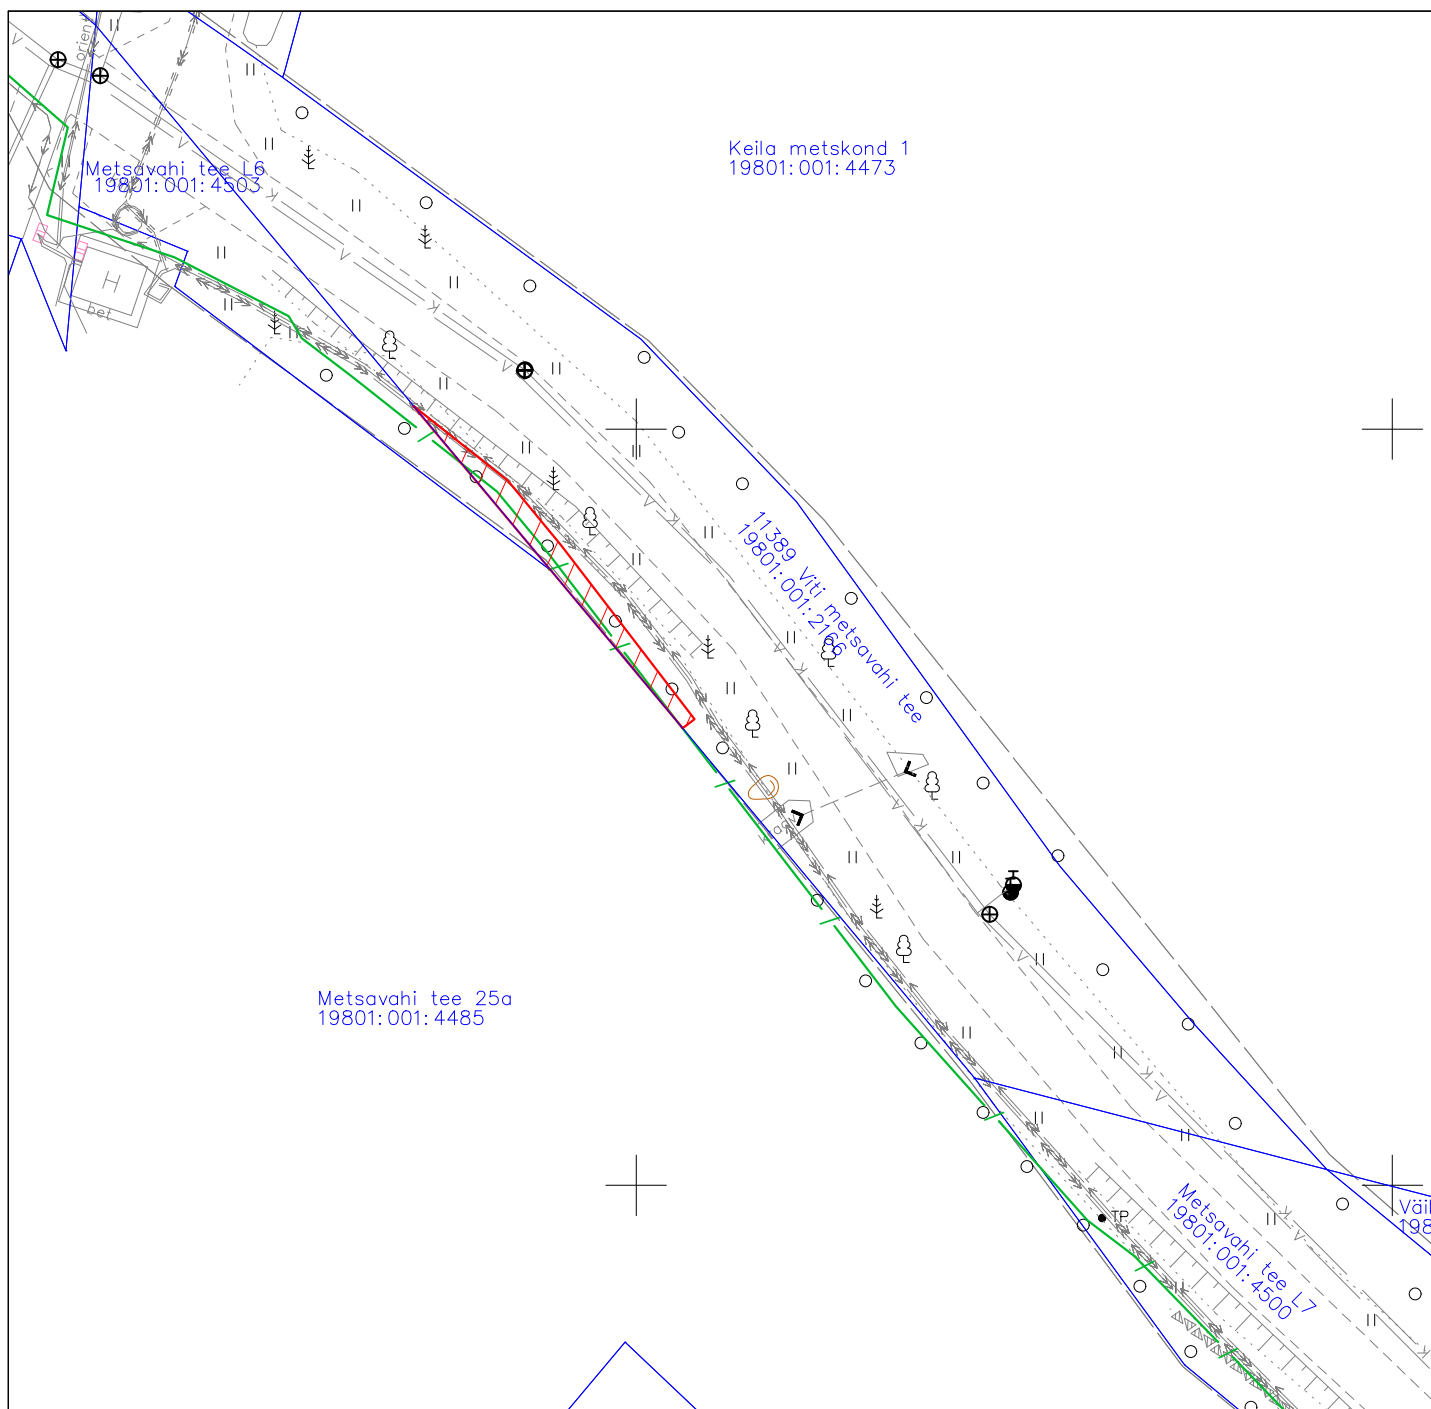 orient
Metsavahi tee L6
19801:001:4503
Keila metskond 1
19801:001:4473
bet
11389 Viti metsavahi tee
19801:001:2166
Metsavahi tee 25a
19801:001:4485
TP
Metsavahi tee L7
19801:001:4500